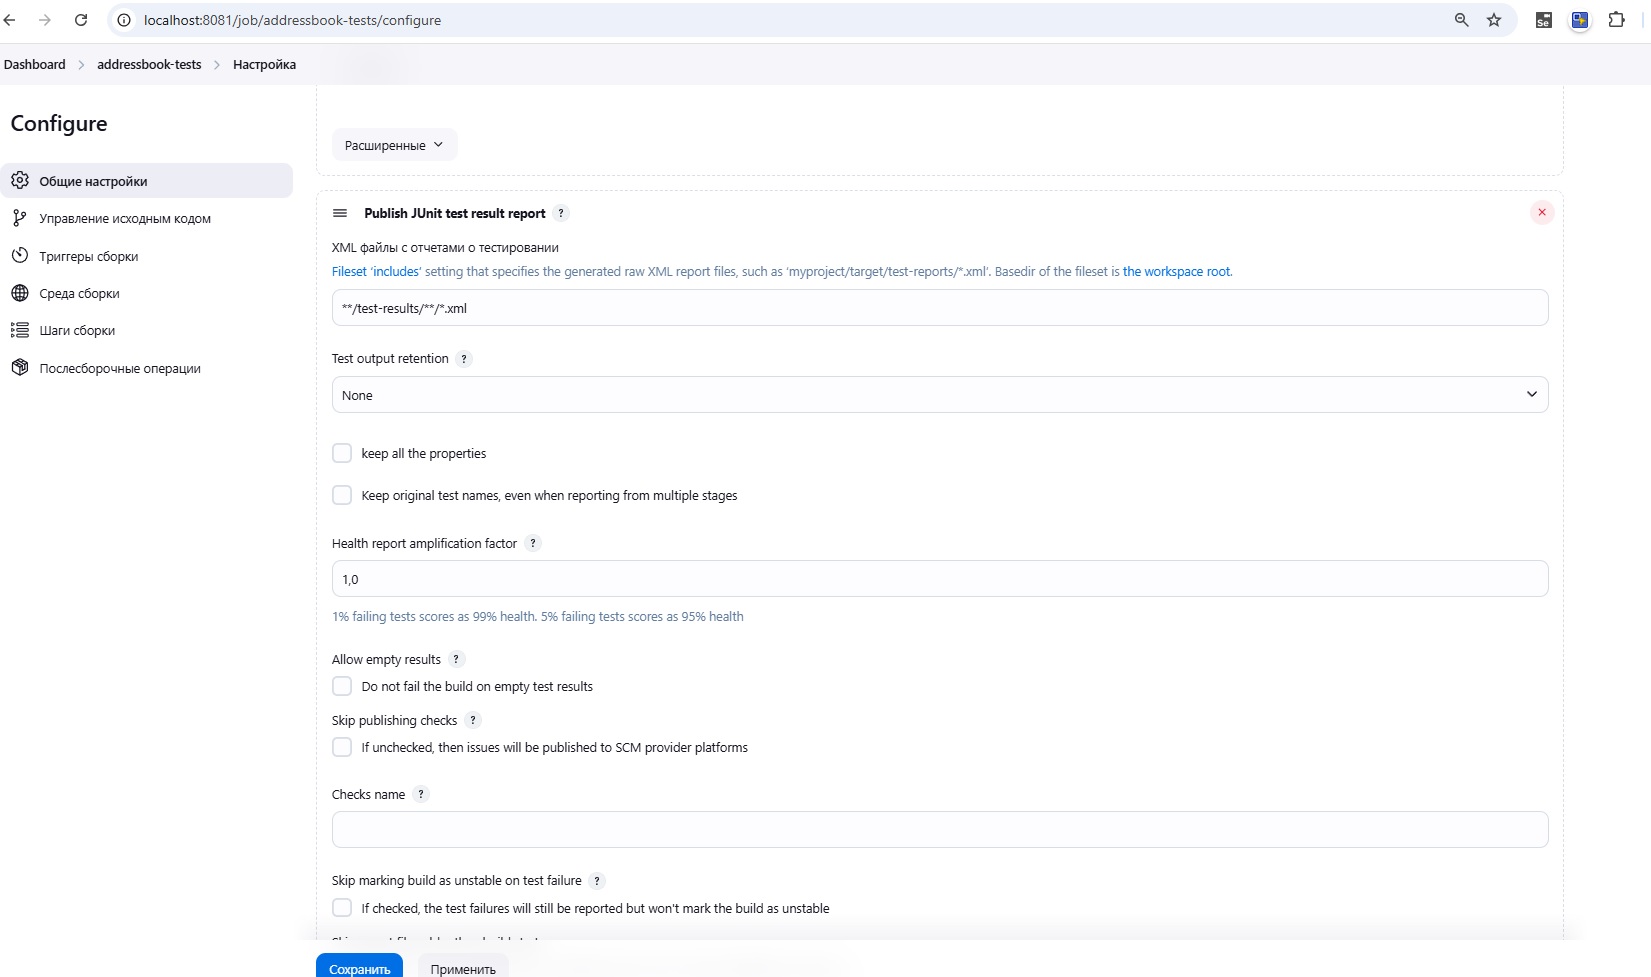 localhost:8081/job/addressbook-tests/configure
Se
Dashboard > addressbook-tests > Настройка
Configure
Общие настройки
Управление исходным кодом
Триггеры сборки
Среда сборки
Шаги сборки
Послесборочные операции
Расширенные
Publish JUnit test result report ?
XML файлы с отчетами о тестировании
Fileset ‘includes’ setting that specifies the generated raw XML report files, such as ‘myproject/target/test-reports/*.xml’. Basedir of the fileset is the workspace root.
**/test-results/**/*.xml
Test output retention ?
None
keep all the properties
Keep original test names, even when reporting from multiple stages
Health report amplification factor ?
1,0
1% failing tests scores as 99% health. 5% failing tests scores as 95% health
Allow empty results ?
Do not fail the build on empty test results
Skip publishing checks ?
If unchecked, then issues will be published to SCM provider platforms
Checks name ?
Skip marking build as unstable on test failure ?
If checked, the test failures will still be reported but won't mark the build as unstable
Сохранить
Применить